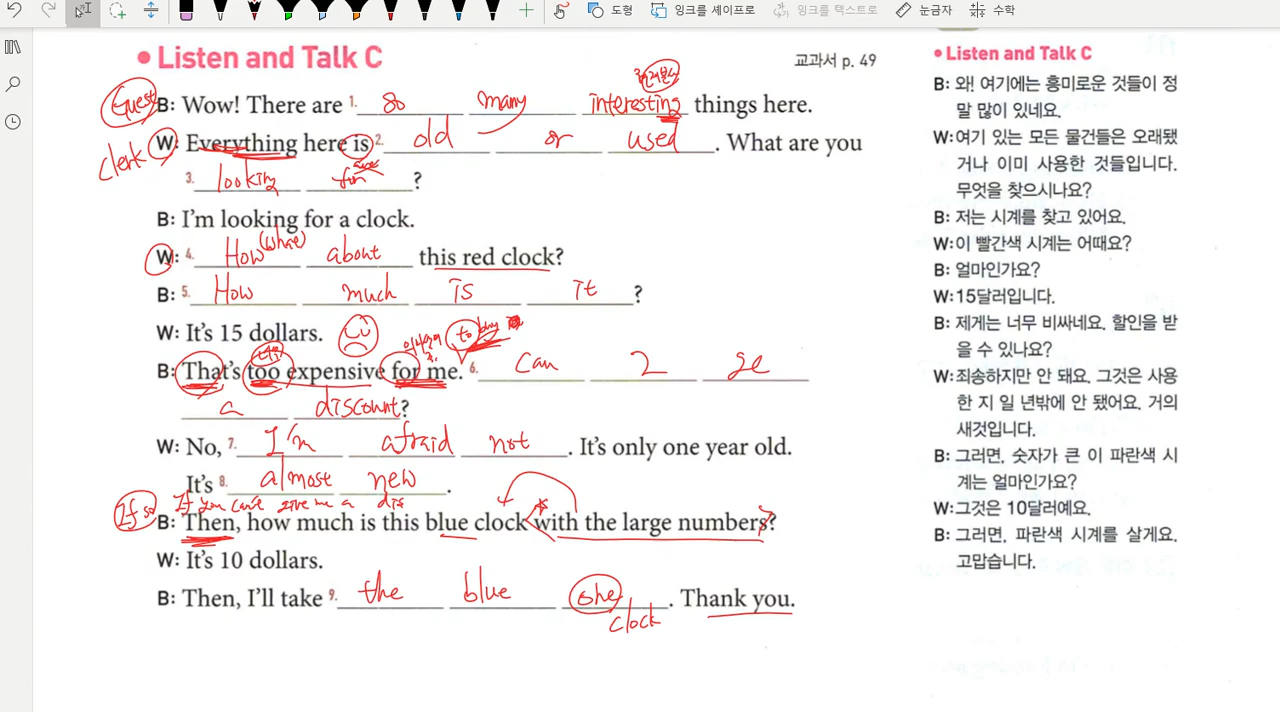 도형 잉크를 셰이프로 잉크를 텍스트로 눈금자 수학
• Listen and Talk C
교과서 p. 49
Guest B: Wow! There are 1. so many interesting things here.
clerk W: Everything here is 2. old or used. What are you
3. looking for?
B: I'm looking for a clock.
W: 4. How (What) about this red clock?
B: 5. How much is it?
W: It's 15 dollars.
to buy
B: That's too expensive for me. 6. Can I get
a discount?
W: No, 7. I'm afraid not. It's only one year old.
It's 8. almost new.
If so If you can't give me a dis
B: Then, how much is this blue clock with the large numbers?
W: It's 10 dollars.
B: Then, I'll take 9. the blue one. Thank you.
clock
• Listen and Talk C
B: 와! 여기에는 흥미로운 것들이 정
말 많이 있네요.
W: 여기 있는 모든 물건들은 오래됐
거나 이미 사용한 것들입니다.
무엇을 찾으시나요?
B: 저는 시계를 찾고 있어요.
W: 이 빨간색 시계는 어때요?
B: 얼마인가요?
W: 15달러입니다.
B: 제게는 너무 비싸네요. 할인을 받
을 수 있나요?
W: 죄송하지만 안 돼요. 그것은 사용
한 지 일 년밖에 안 됐어요. 거의
새것입니다.
B: 그러면, 숫자가 큰 이 파란색 시
계는 얼마인가요?
W: 그것은 10달러예요.
B: 그러면, 파란색 시계를 살게요.
고맙습니다.